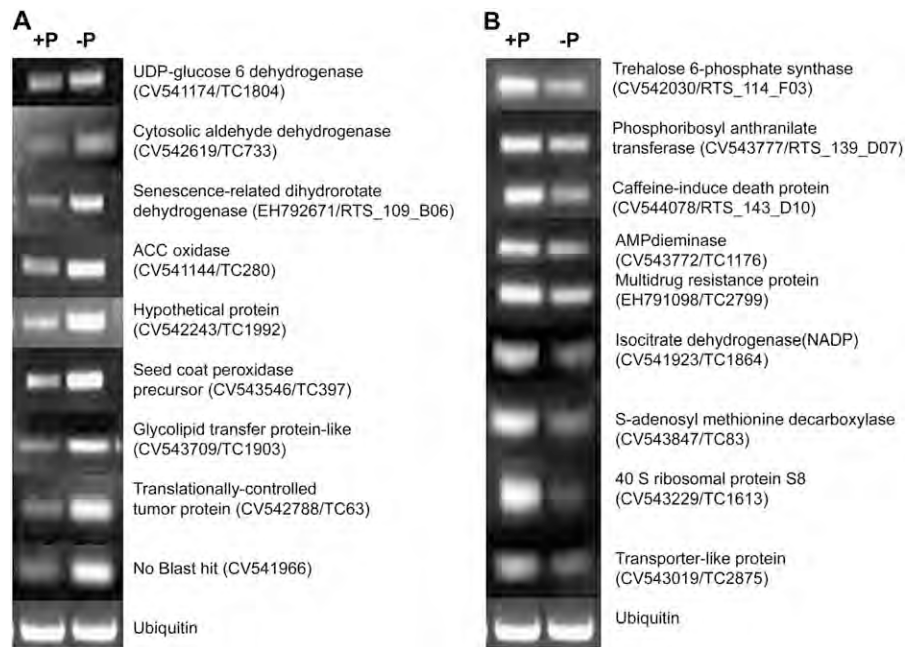 A
+P -P
UDP-glucose 6 dehydrogenase
(CV541174/TC1804)
Cytosolic aldehyde dehydrogenase
(CV542619/TC733)
Senescence-related dihydrorotate
dehydrogenase (EH792671/RTS_109_B06)
ACC oxidase
(CV541144/TC280)
Hypothetical protein
(CV542243/TC1992)
Seed coat peroxidase
precursor (CV543546/TC397)
Glycolipid transfer protein-like
(CV543709/TC1903)
Translationally-controlled
tumor protein (CV542788/TC63)
No Blast hit (CV541966)
Ubiquitin
B
+P -P
Trehalose 6-phosphate synthase
(CV542030/RTS_114_F03)
Phosphoribosyl anthranilate
transferase (CV543777/RTS_139_D07)
Caffeine-induce death protein
(CV544078/RTS_143_D10)
AMPdieminase
(CV543772/TC1176)
Multidrug resistance protein
(EH791098/TC2799)
Isocitrate dehydrogenase(NADP)
(CV541923/TC1864)
S-adenosyl methionine decarboxylase
(CV543847/TC83)
40 S ribosomal protein S8
(CV543229/TC1613)
Transporter-like protein
(CV543019/TC2875)
Ubiquitin